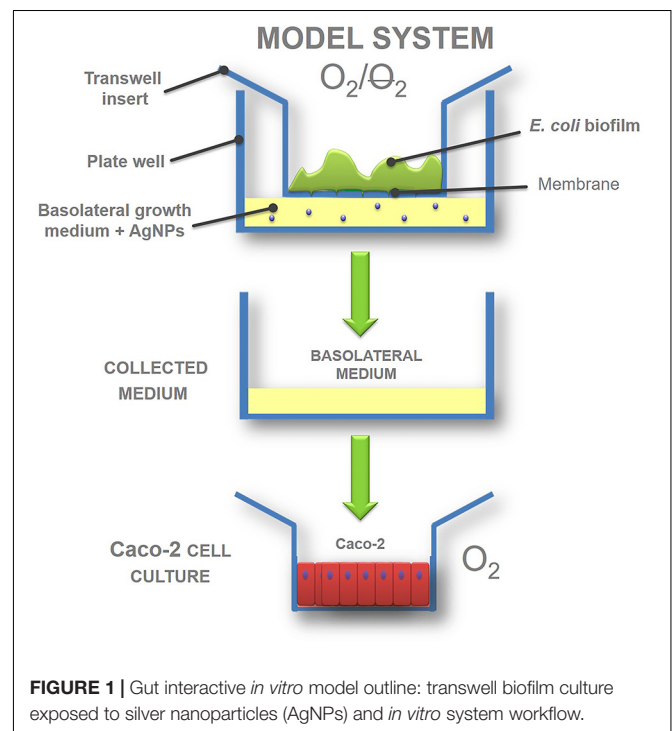 MODEL SYSTEM
O2/O2
Transwell
insert
Plate well
Basolateral growth
medium + AgNPs
E. coli biofilm
Membrane
COLLECTED
MEDIUM
BASOLATERAL
MEDIUM
Caco-2 CELL
CULTURE
Caco-2
O2
FIGURE 1 | Gut interactive in vitro model outline: transwell biofilm culture
exposed to silver nanoparticles (AgNPs) and in vitro system workflow.